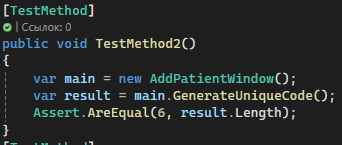 [TestMethod]
| Ссылок: 0
public void TestMethod2()
{
var main = new AddPatientWindow();
var result = main.GenerateUniqueCode();
Assert.AreEqual(6, result.Length);
}
[TestMethod]